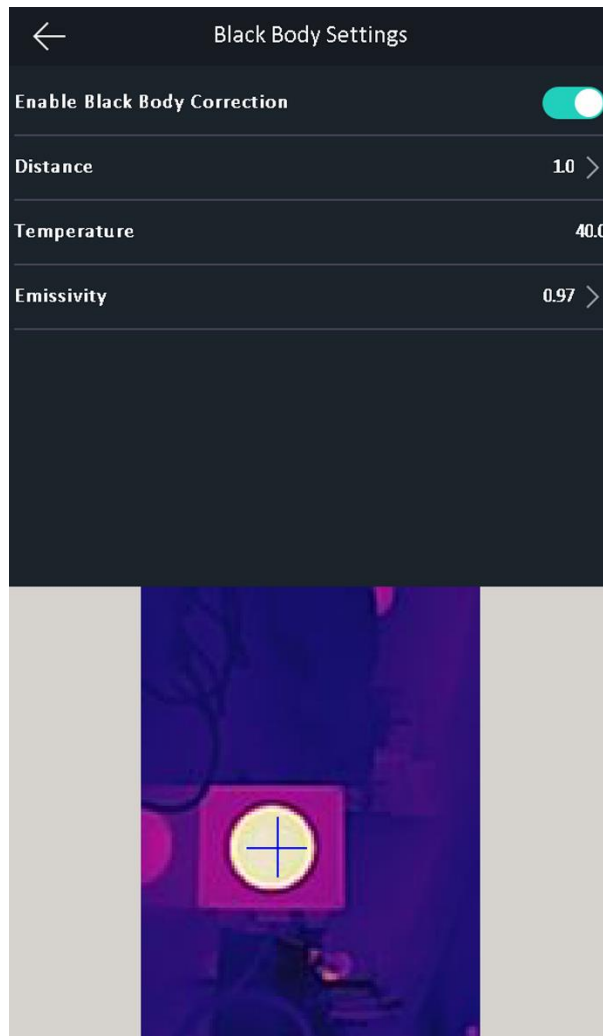 Black Body Settings
Enable Black Body Correction
Distance 1.0
Temperature 40.0
Emissivity 0.97